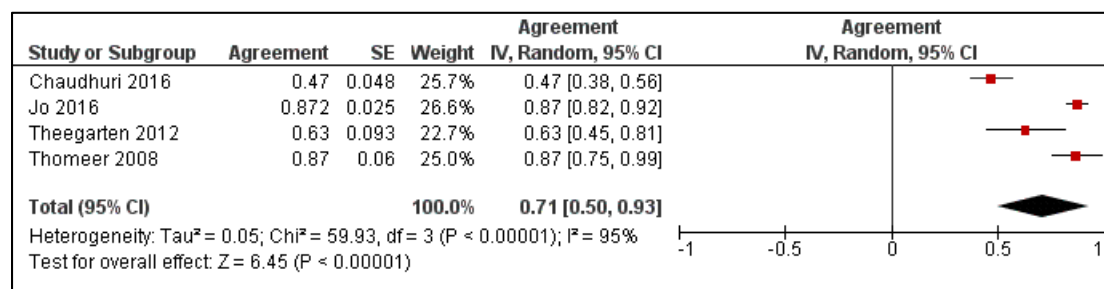 Agreement Agreement
Study or Subgroup Agreement SE Weight IV, Random, 95% CI IV, Random, 95% CI
Chaudhuri 2016 0.47 0.048 25.7% 0.47 [0.38, 0.56]
Jo 2016 0.872 0.025 26.6% 0.87 [0.82, 0.92]
Theegarten 2012 0.63 0.093 22.7% 0.63 [0.45, 0.81]
Thomeer 2008 0.87 0.06 25.0% 0.87 [0.75, 0.99]
Total (95% CI) 100.0% 0.71 [0.50, 0.93]
Heterogeneity: Tau² = 0.05; Chi² = 59.93, df = 3 (P < 0.00001); I² = 95%
Test for overall effect: Z = 6.45 (P < 0.00001)
-1 -0.5 0 0.5 1